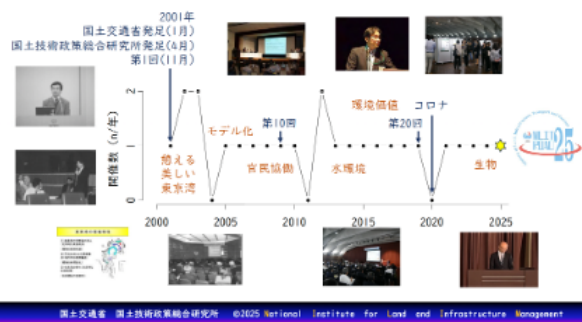 2001年
国土交通省発足(1月)
国土技術政策総合研究所発足(4月)
第1回(11月)
開催数(n/年)
2
1
0
憩える
美しい
東京湾
モデル化
第10回
官民協働
水環境
環境価値
第20回
コロナ
生物
25
2000
2005
2010
2015
2020
2025
国土交通省 国土技術政策総合研究所 ©2025 National Institute for Land and Infrastructure Management